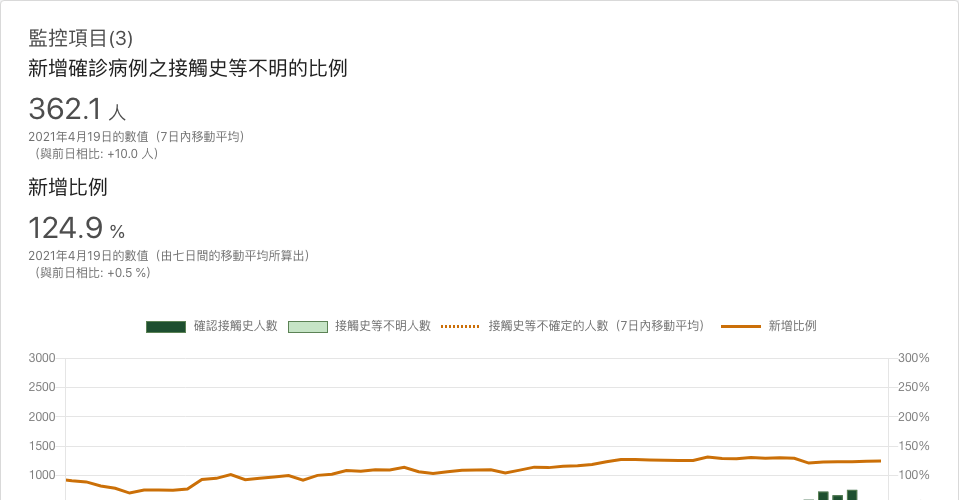 監控項目(3)
新增確診病例之接觸史等不明的比例
362.1 人
2021年4月19日的數值（7日內移動平均）
（與前日相比: +10.0 人）
新增比例
124.9 %
2021年4月19日的數值（由七日間的移動平均所算出）
（與前日相比: +0.5 %）
確認接觸史人數 接觸史等不明人數 接觸史等不確定的人數（7日內移動平均） 新增比例
3000 300%
2500 250%
2000 200%
1500 150%
1000 100%